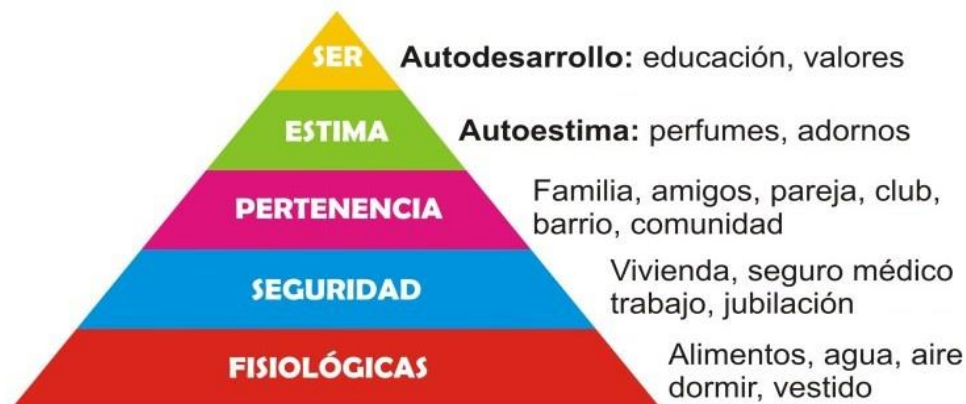 SER
Autodesarrollo: educación, valores
ESTIMA
Autoestima: perfumes, adornos
PERTENENCIA
Familia, amigos, pareja, club,
barrio, comunidad
SEGURIDAD
Vivienda, seguro médico
trabajo, jubilación
FISIOLÓGICAS
Alimentos, agua, aire
dormir, vestido